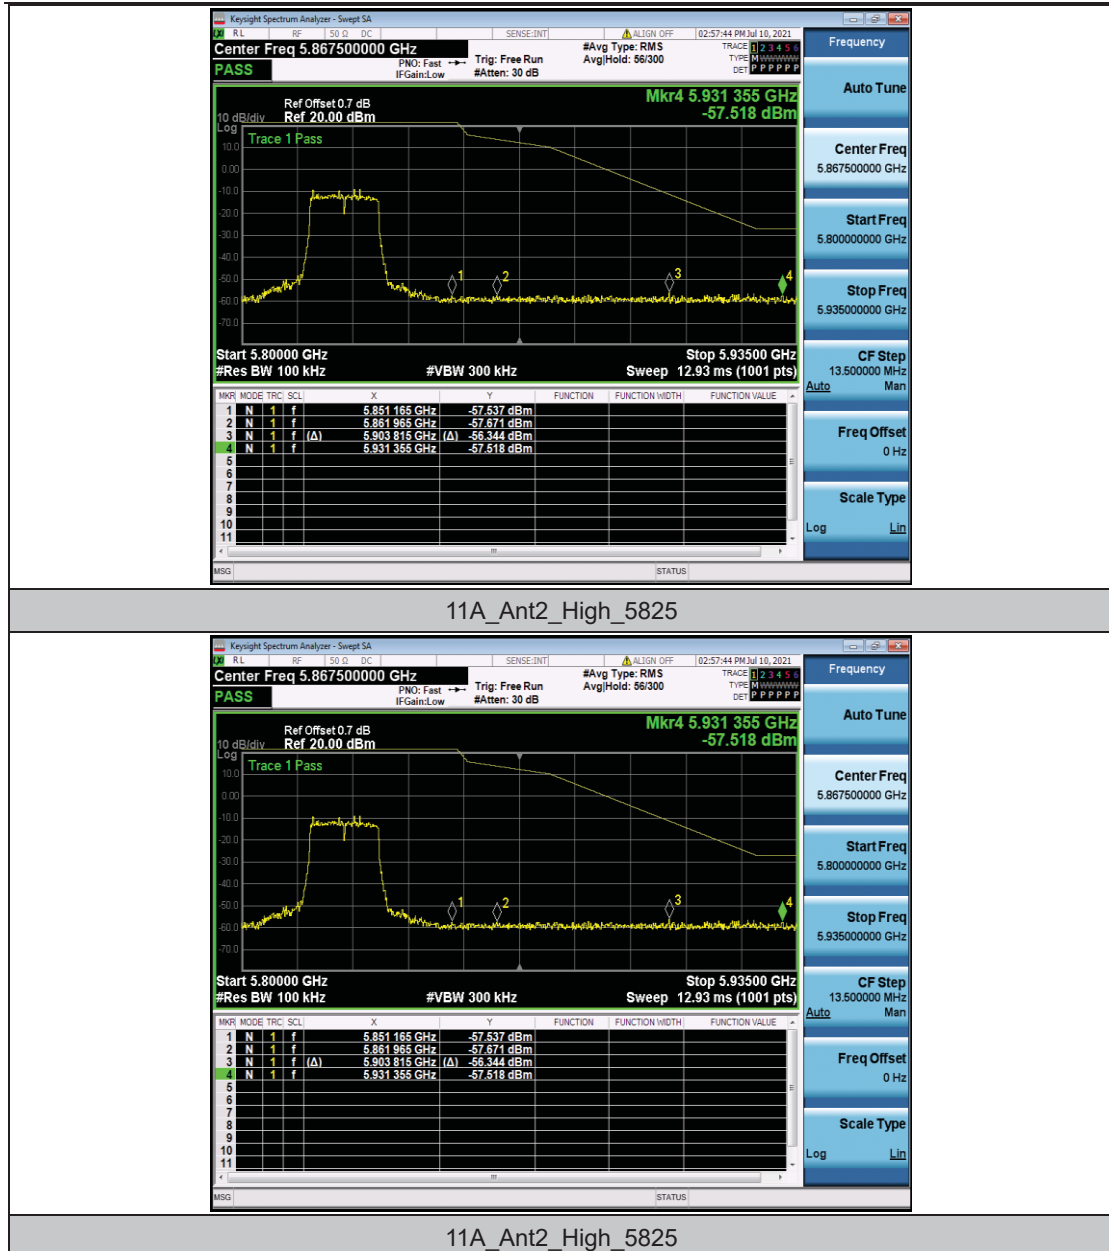 Keysight Spectrum Analyzer - Swept SA
RL RF 50 Ω DC SENSE:INT ALIGN OFF 02:57:44 PM Jul 10, 2021
Center Freq 5.867500000 GHz #Avg Type: RMS TRACE 1 2 3 4 5 6
PNO: Fast Trig: Free Run Avg|Hold: 56/300 TYPE M WWWWW
PASS IFGain:Low #Atten: 30 dB DET P P P P P P
Frequency
Auto Tune
Center Freq
5.867500000 GHz
Start Freq
5.800000000 GHz
Stop Freq
5.935000000 GHz
CF Step
13.500000 MHz
Auto Man
Freq Offset
0 Hz
Scale Type
Log Lin
Mkr4 5.931 355 GHz
-57.518 dBm
Ref Offset 0.7 dB
10 dB/div Ref 20.00 dBm
Log
Trace 1 Pass
10.0
0.00
-10.0
-20.0
-30.0
-40.0
-50.0
-60.0
-70.0
1 2 3 4
Start 5.80000 GHz Stop 5.93500 GHz
#Res BW 100 kHz #VBW 300 kHz Sweep 12.93 ms (1001 pts)
MKR MODE TRC SCL X Y FUNCTION FUNCTION WIDTH FUNCTION VALUE
1 N 1 f 5.851 165 GHz -57.537 dBm
2 N 1 f 5.861 965 GHz -57.671 dBm
3 N 1 f (Δ) 5.903 815 GHz (Δ) -56.344 dBm
4 N 1 f 5.931 355 GHz -57.518 dBm
5
6
7
8
9
10
11
MSG STATUS
11A_Ant2_High_5825
Keysight Spectrum Analyzer - Swept SA
RL RF 50 Ω DC SENSE:INT ALIGN OFF 02:57:44 PM Jul 10, 2021
Center Freq 5.867500000 GHz #Avg Type: RMS TRACE 1 2 3 4 5 6
PNO: Fast Trig: Free Run Avg|Hold: 56/300 TYPE M WWWWW
PASS IFGain:Low #Atten: 30 dB DET P P P P P P
Frequency
Auto Tune
Center Freq
5.867500000 GHz
Start Freq
5.800000000 GHz
Stop Freq
5.935000000 GHz
CF Step
13.500000 MHz
Auto Man
Freq Offset
0 Hz
Scale Type
Log Lin
Mkr4 5.931 355 GHz
-57.518 dBm
Ref Offset 0.7 dB
10 dB/div Ref 20.00 dBm
Log
Trace 1 Pass
10.0
0.00
-10.0
-20.0
-30.0
-40.0
-50.0
-60.0
-70.0
1 2 3 4
Start 5.80000 GHz Stop 5.93500 GHz
#Res BW 100 kHz #VBW 300 kHz Sweep 12.93 ms (1001 pts)
MKR MODE TRC SCL X Y FUNCTION FUNCTION WIDTH FUNCTION VALUE
1 N 1 f 5.851 165 GHz -57.537 dBm
2 N 1 f 5.861 965 GHz -57.671 dBm
3 N 1 f (Δ) 5.903 815 GHz (Δ) -56.344 dBm
4 N 1 f 5.931 355 GHz -57.518 dBm
5
6
7
8
9
10
11
MSG STATUS
11A_Ant2_High_5825